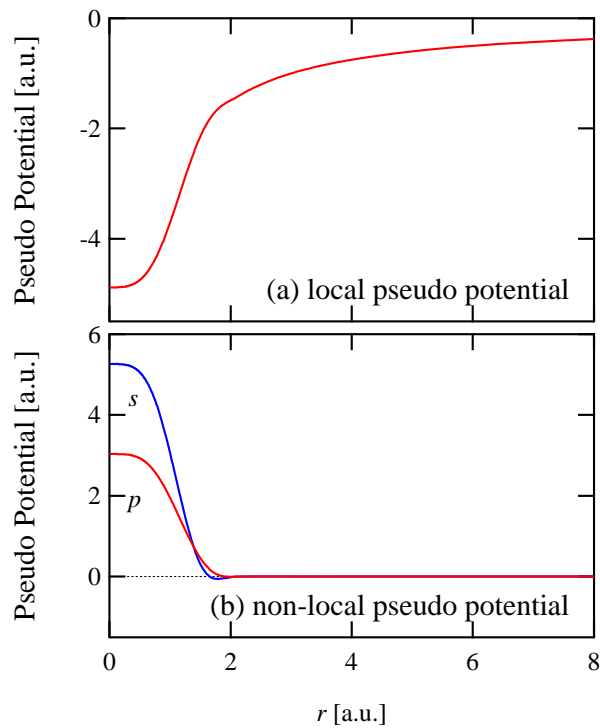 0
-2
-4
Pseudo Potential [a.u.]
(a) local pseudo potential
6
4
2
0
Pseudo Potential [a.u.]
s
p
(b) non-local pseudo potential
0 2 4 6 8
r [a.u.]